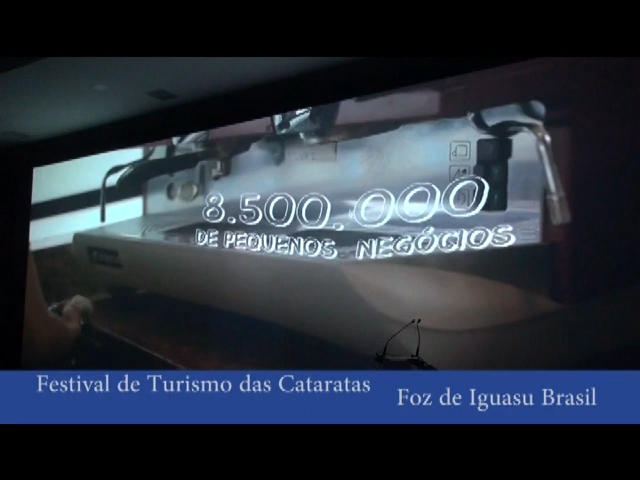 8.500.000
DE PEQUENOS NEGÓCIOS
Festival de Turismo das Cataratas
Foz de Iguasu Brasil